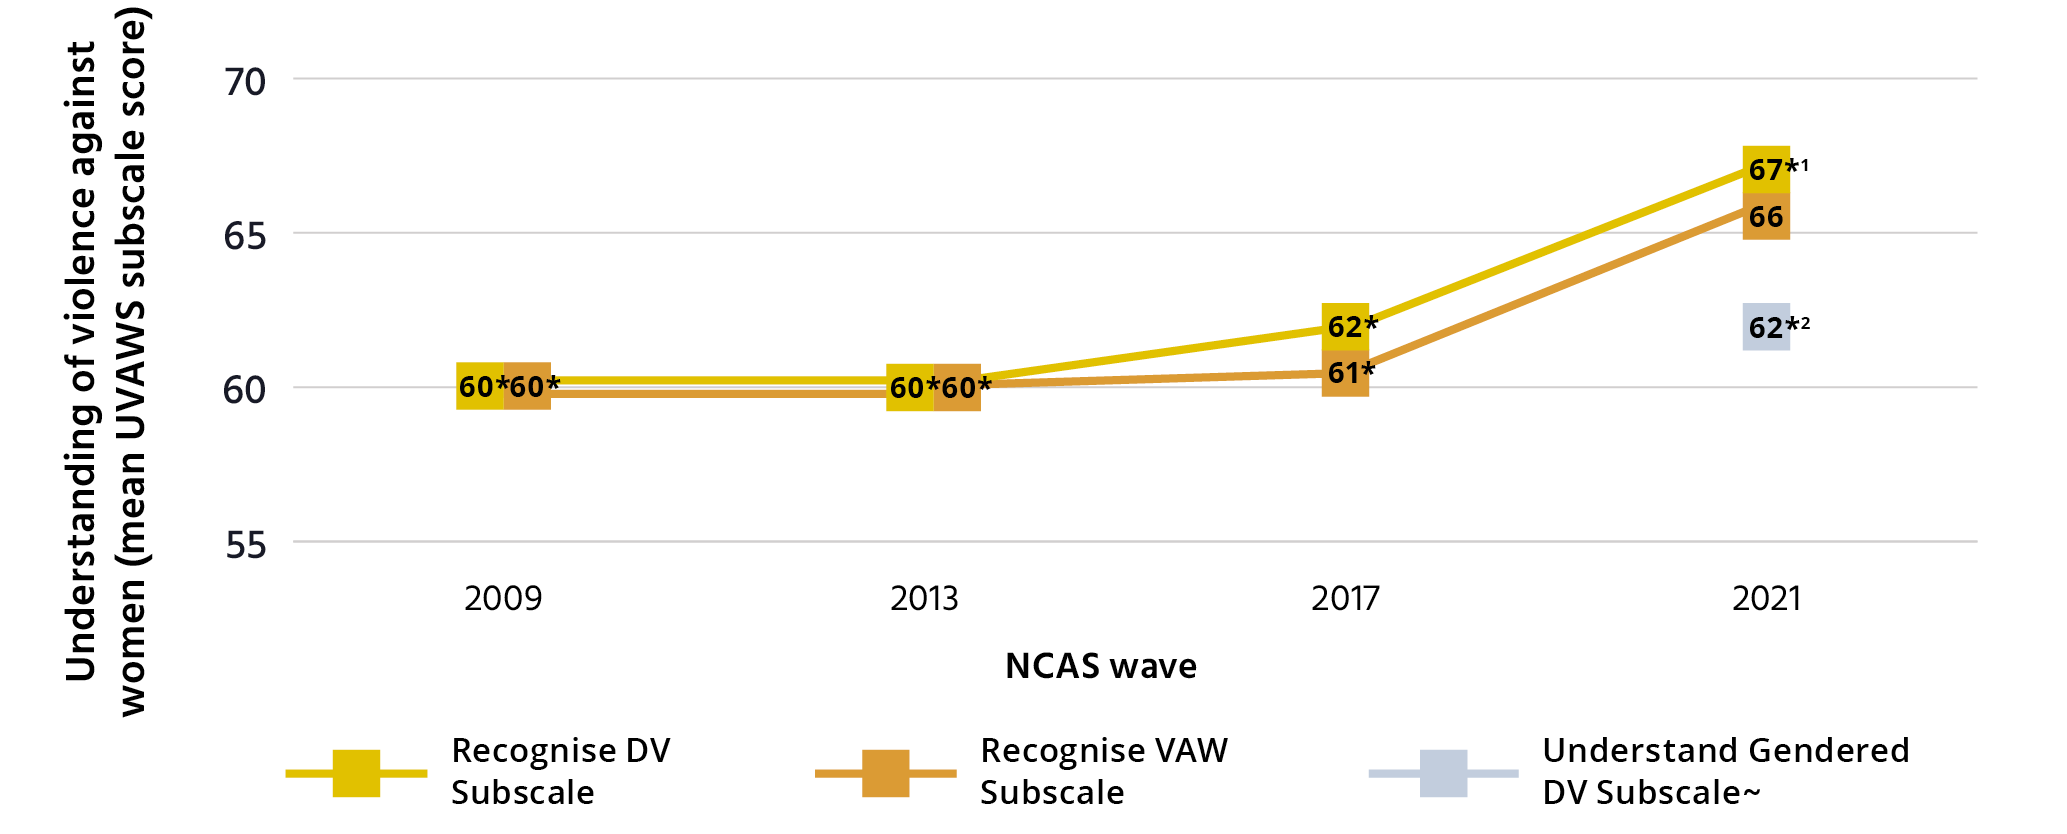 Understanding of violence against
women (mean UVAWS subscale score)
70
65
60
55
67*¹
66
62*
61*
62*²
60*60*
60*60*
2009 2013 2017 2021
NCAS wave
Recognise DV
Subscale
Recognise VAW
Subscale
Understand Gendered
DV Subscale~